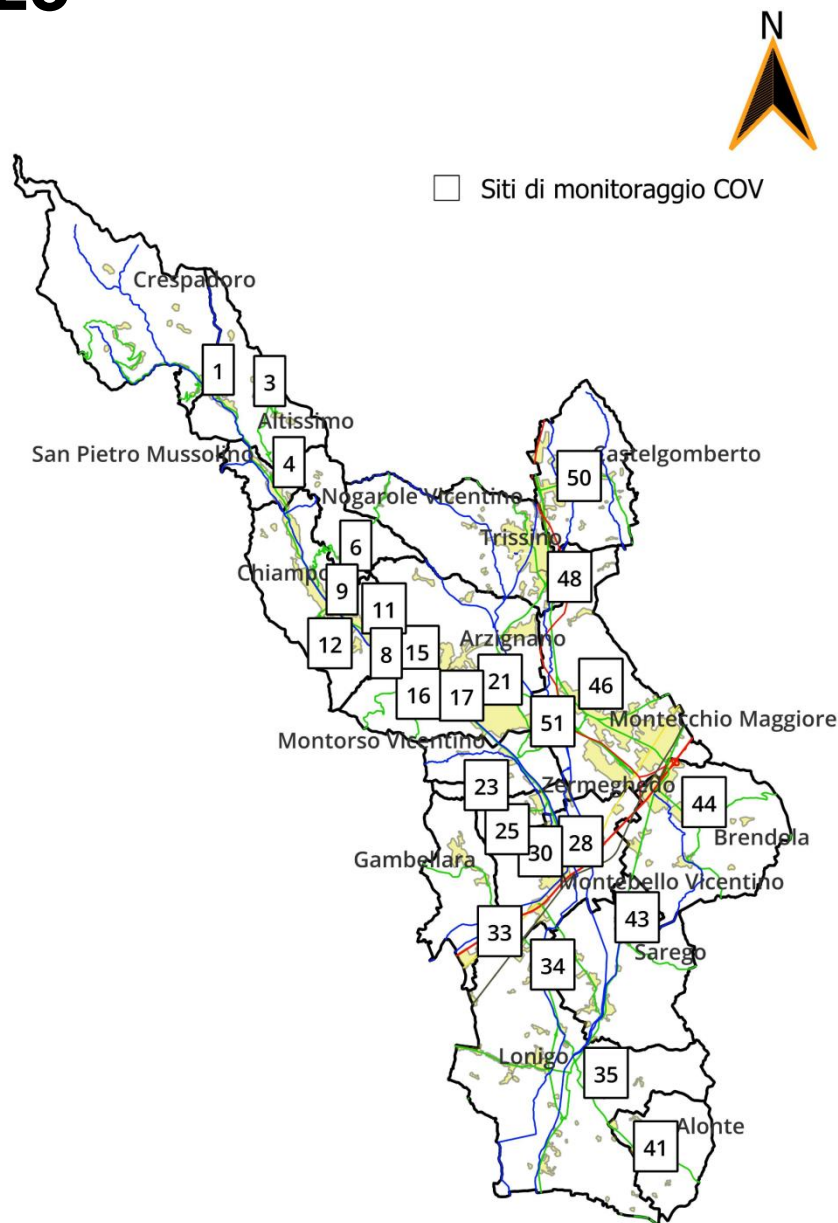 N
Siti di monitoraggio COV
Crespadoro
1
3
Altissimo
San Pietro Mussolino
4
Castelgomberto
50
Nogarole Vicentino
Trissino
6
Chiampo
9
48
11
12
8
15
Arzignano
16
17
21
46
51
Montecchio Maggiore
Montorso Vicentino
23
Zermeghedo
44
25
30
28
Brendola
Gambellara
Montebello Vicentino
33
43
34
Sarego
Lonigo
35
Alonte
41